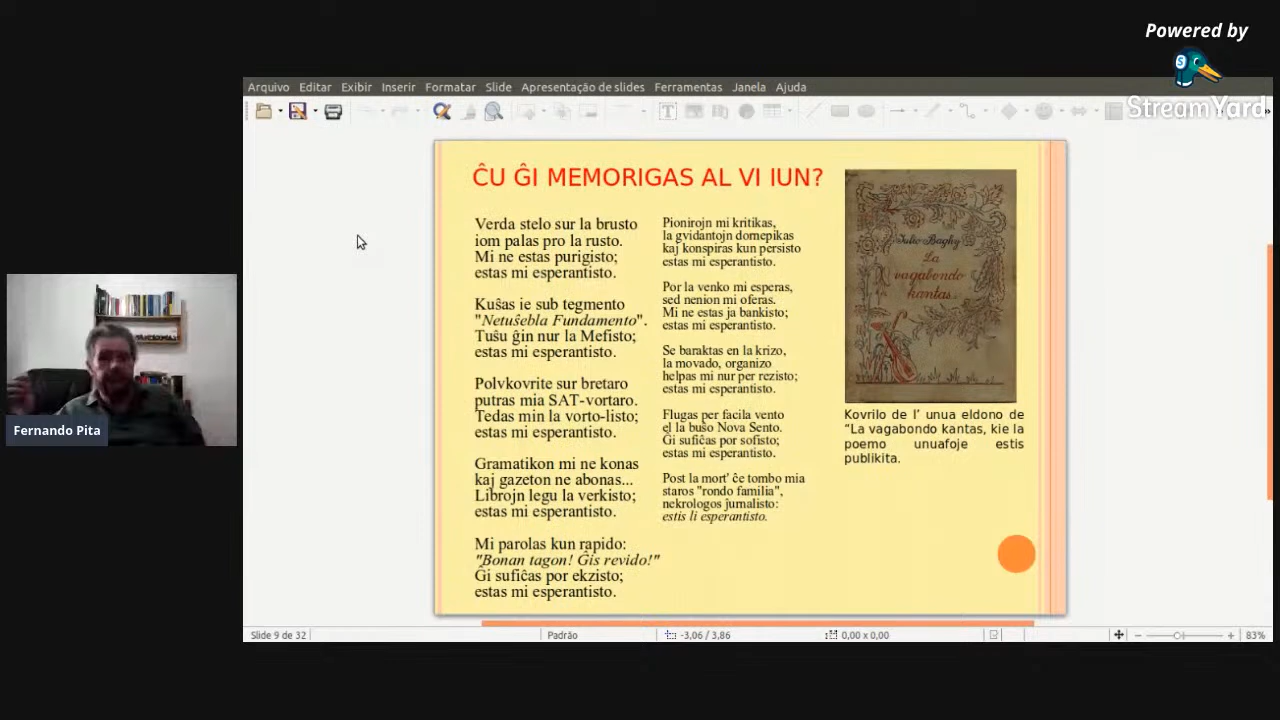 Powered by
StreamYard
Arquivo Editar Exibir Inserir Formatar Slide Apresentação de slides Ferramentas Janela Ajuda
ĈU ĜI MEMORIGAS AL VI IUN?
Verda stelo sur la brusto
iom palas pro la rusto.
Mi ne estas purigisto;
estas mi esperantisto.
Kuŝas ie sub tegmento
"Netuŝebla Fundamento".
Tuŝu ĝin nur la Mefisto;
estas mi esperantisto.
Polvkovrite sur bretaro
putras mia SAT-vortaro.
Tedas min la vorto-listo;
estas mi esperantisto.
Gramatikon mi ne konas
kaj gazeton ne abonas...
Librojn legu la verkisto;
estas mi esperantisto.
Mi parolas kun rapido:
"Bonan tagon! Ĝis revido!"
Ĝi sufiĉas por ekzisto;
estas mi esperantisto.
Pionirojn mi kritikas,
la gvidantojn dornepikas
kaj konspiras kun persisto
estas mi esperantisto.
Por la venko mi esperas,
sed nenion mi oferas.
Mi ne estas ja bankisto;
estas mi esperantisto.
Se baraktas en la krizo,
la movado, organizo
helpas mi nur per rezisto;
estas mi esperantisto.
Flugas per facila vento
el la buŝo Nova Sento.
Ĝi sufiĉas por sofisto;
estas mi esperantisto.
Post la mort' ĉe tombo mia
staros "rondo familia",
nekrologos ĵurnalisto:
estis li esperantisto.
Julio Baghy
La
vagabondo
kantas
Kovrilo de l' unua eldono de
"La vagabondo kantas, kie la
poemo unuafoje estis
publikita.
Fernando Pita
Slide 9 de 32 Padrão -3,06 / 3,86 0,00 x 0,00 83%